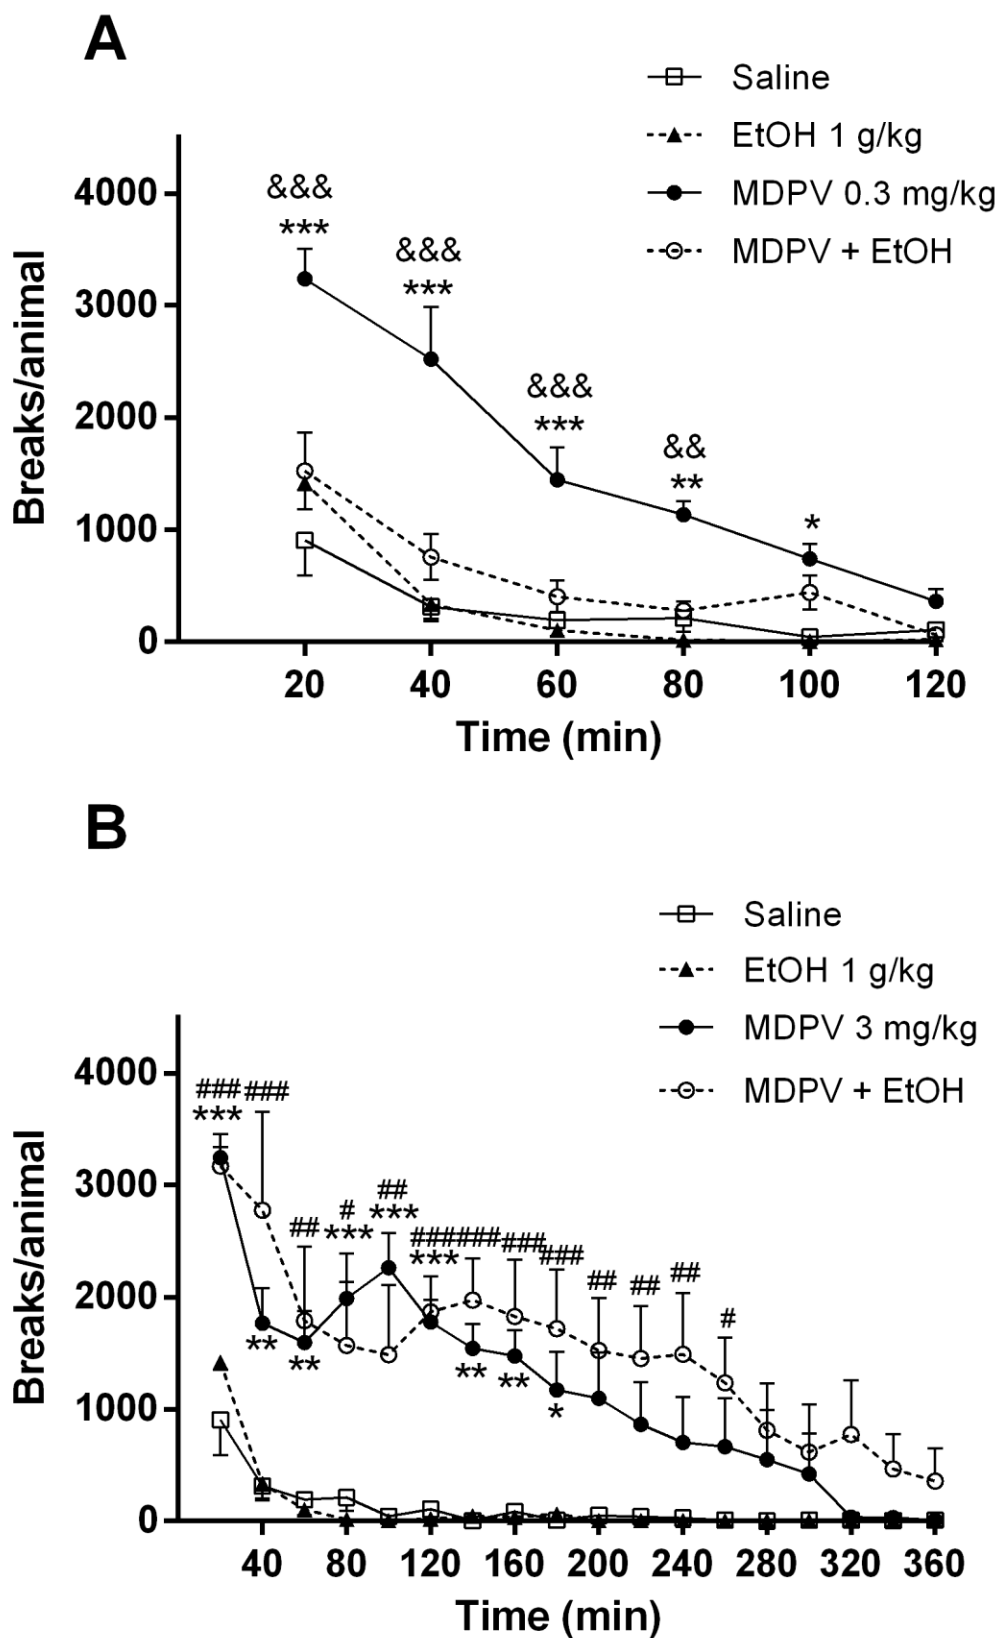 A
Saline
EtOH 1 g/kg
MDPV 0.3 mg/kg
MDPV + EtOH
Breaks/animal
4000
3000
2000
1000
0
&&& &&& &&& &&
*** *** *** ** *
20 40 60 80 100 120
Time (min)
B
Saline
EtOH 1 g/kg
MDPV 3 mg/kg
MDPV + EtOH
Breaks/animal
4000
3000
2000
1000
0
### ### ## # ## ### ### ### ### ## ## ## #
*** ** ** *** *** *** ** ** *
40 80 120 160 200 240 280 320 360
Time (min)